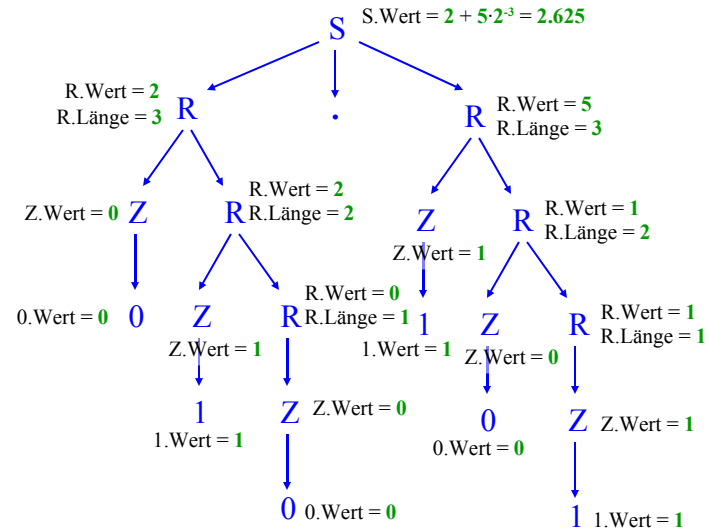 S.Wert = 2 + 5·2⁻³ = 2.625
S
R.Wert = 2
R.Länge = 3
R
.
R
R.Wert = 5
R.Länge = 3
Z.Wert = 0 Z
R
R.Wert = 2
R.Länge = 2
Z
Z.Wert = 1
R
R.Wert = 1
R.Länge = 2
0.Wert = 0 0
Z
Z.Wert = 1
R
R.Wert = 0
R.Länge = 1
1
1.Wert = 1
Z
Z.Wert = 0
R
R.Wert = 1
R.Länge = 1
1
1.Wert = 1
Z Z.Wert = 0
0
0.Wert = 0
Z Z.Wert = 1
0 0.Wert = 0
1 1.Wert = 1